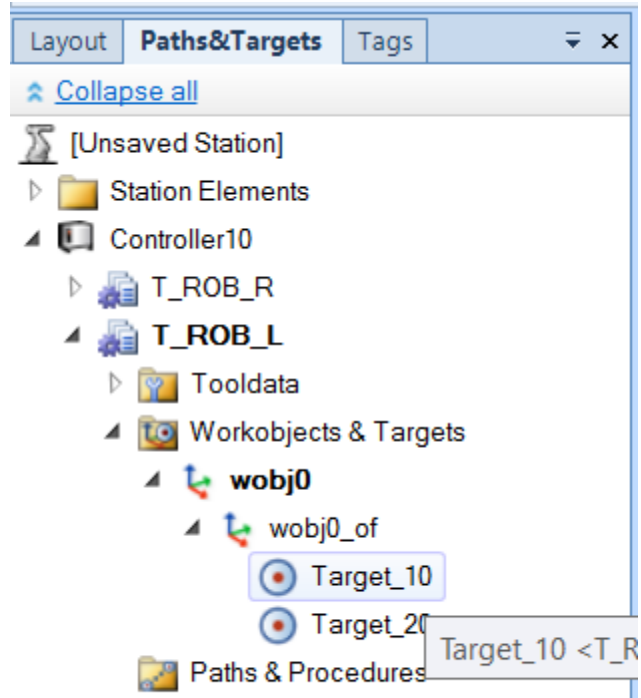 Layout Paths&Targets Tags
Collapse all
[Unsaved Station]
Station Elements
Controller10
T_ROB_R
T_ROB_L
Tooldata
Workobjects & Targets
wobj0
wobj0_of
Target_10
Target_20
Target_10 <T_R
Paths & Procedures